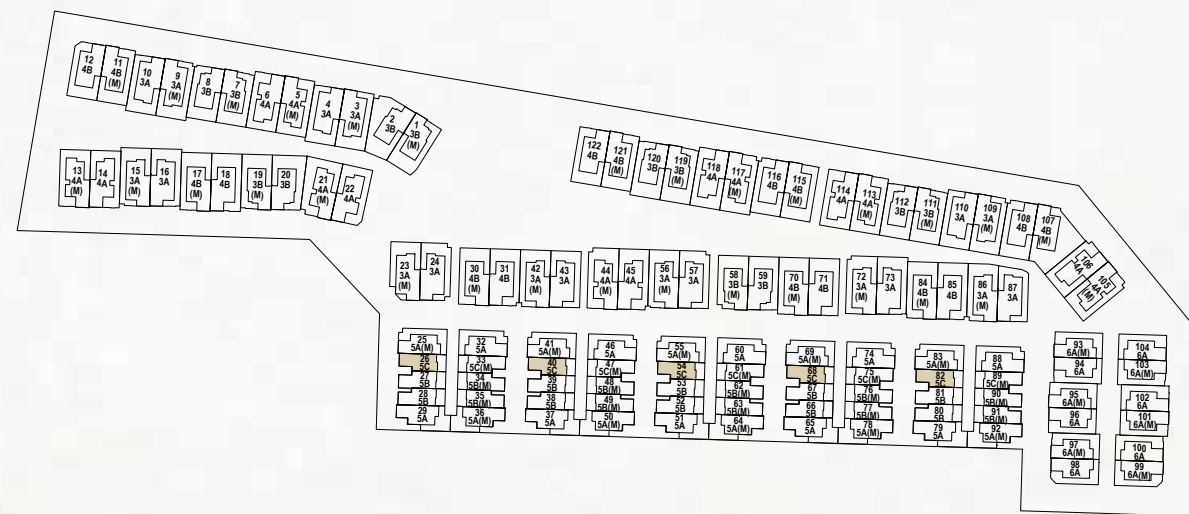 12
4B
11
4B
(M)
10
3A
9
3A
(M)
8
3B
7
3B
(M)
6
4A
5
4A
(M)
4
3A
3
3A
(M)
2
3B
1
3B
(M)
13
4A
(M)
14
4A
15
3A
(M)
16
3A
17
4B
(M)
18
4B
19
3B
(M)
20
3B
21
4A
(M)
22
4A
122
4B
121
4B
(M)
120
3B
119
3B
(M)
118
4A
117
4A
(M)
116
4B
115
4B
(M)
114
4A
113
4A
(M)
112
3B
111
3B
(M)
110
3A
109
3A
(M)
108
4B
107
4B
(M)
106
4A
105
4A
(M)
23
3A
(M)
24
3A
30
4B
(M)
31
4B
42
3A
(M)
43
3A
44
4A
(M)
45
4A
56
3A
(M)
57
3A
58
3B
(M)
59
3B
70
4B
(M)
71
4B
72
3A
(M)
73
3A
84
4B
(M)
85
4B
86
3A
(M)
87
3A
25
5A(M)
26
5C
27
5B
28
5B
29
5A
32
5A
33
5C(M)
34
5B(M)
35
5B(M)
36
5A(M)
41
5A(M)
40
5C
39
5B
38
5B
37
5A
46
5A
47
5C(M)
48
5B(M)
49
5B(M)
50
5A(M)
55
5A(M)
54
5C
53
5B
52
5B
51
5A
60
5A
61
5C(M)
62
5B(M)
63
5B(M)
64
5A(M)
69
5A(M)
68
5C
67
5B
66
5B
65
5A
74
5A
75
5C(M)
76
5B(M)
77
5B(M)
78
5A(M)
83
5A(M)
82
5C
81
5B
80
5B
79
5A
88
5A
89
5C(M)
90
5B(M)
91
5B(M)
92
5A(M)
93
6A(M)
94
6A
95
6A(M)
96
6A
97
6A(M)
98
6A
104
6A
103
6A(M)
102
6A
101
6A(M)
100
6A
99
6A(M)